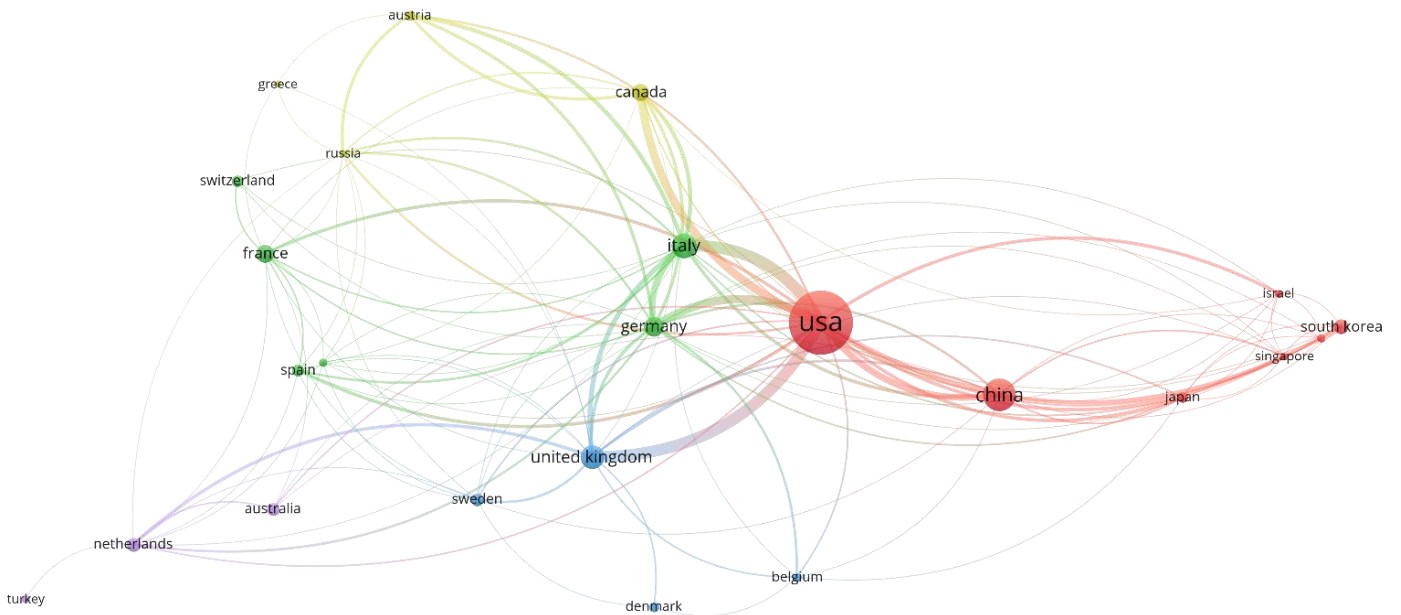 austria
greece
canada
russia
switzerland
italy
france
israel
usa
germany
south korea
singapore
spain
china
japan
united kingdom
sweden
australia
netherlands
belgium
turkey
denmark